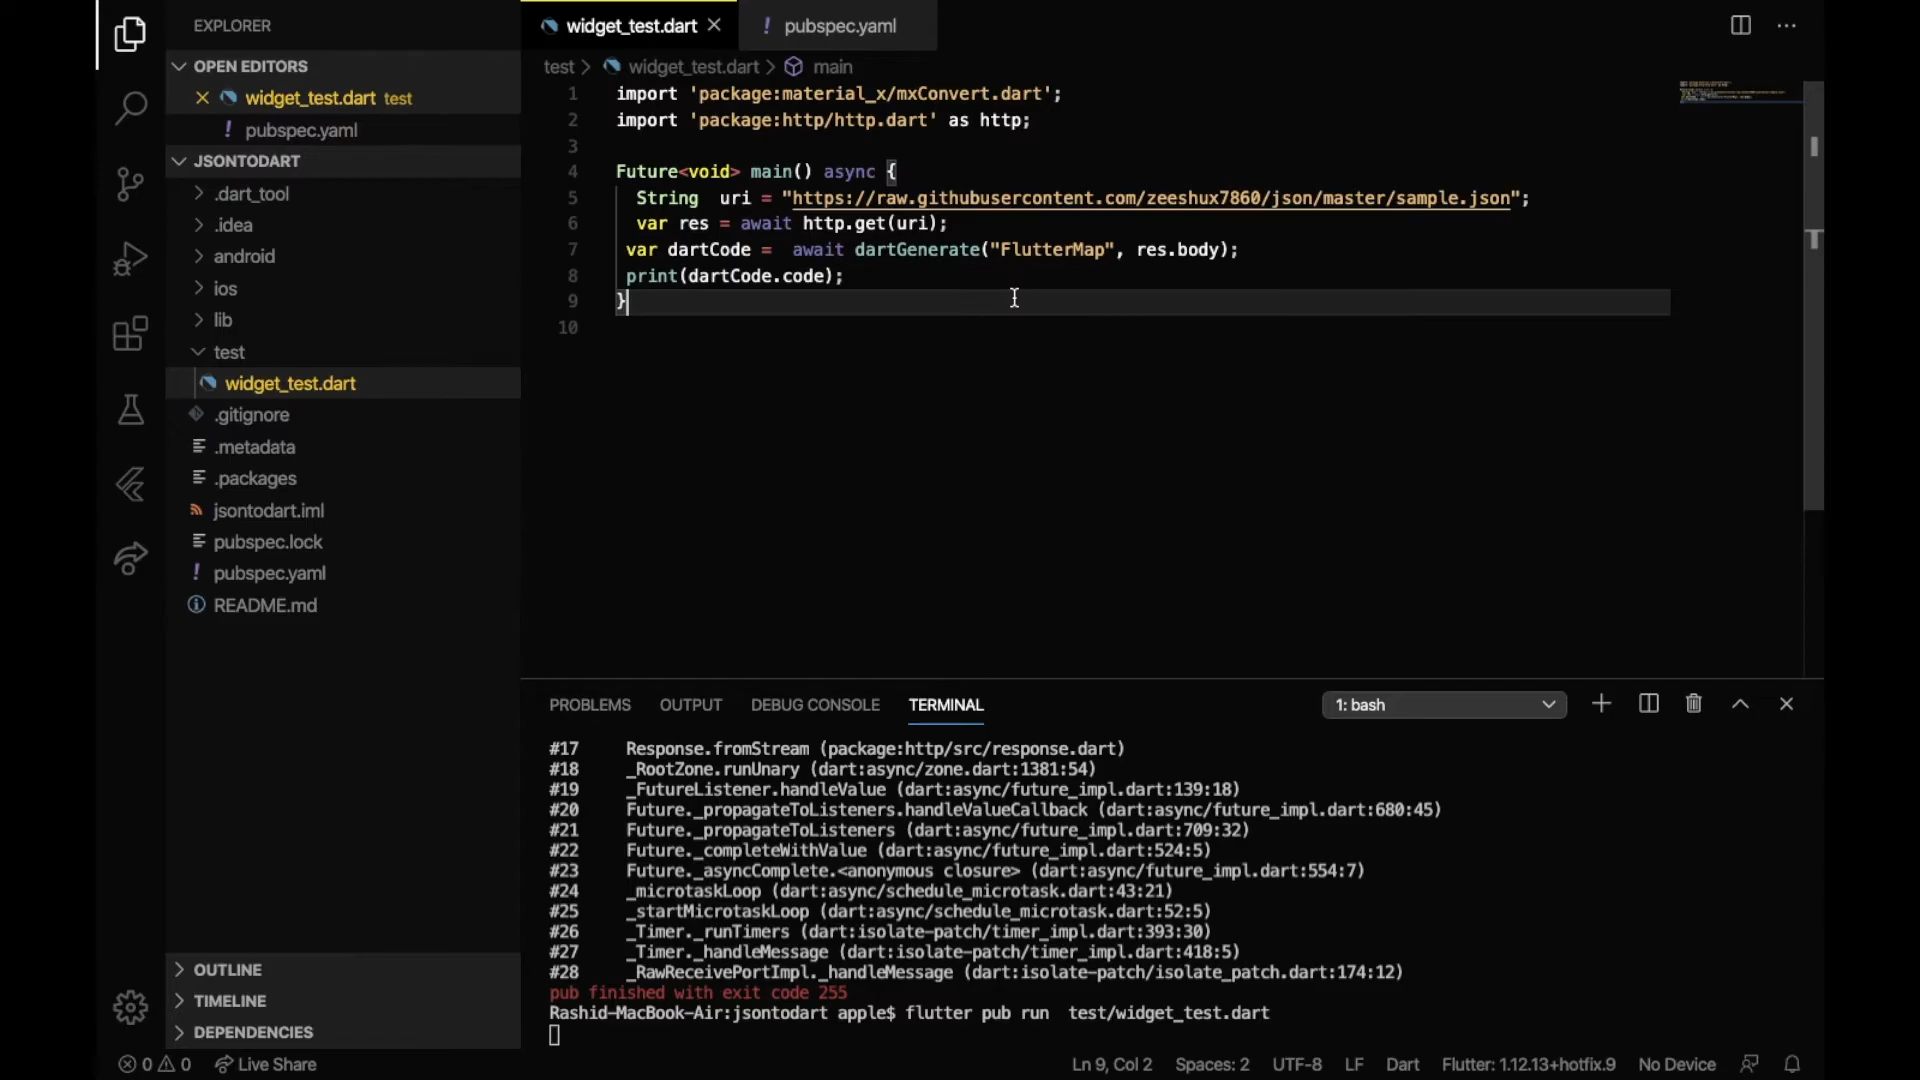 EXPLORER
OPEN EDITORS
widget_test.dart test
! pubspec.yaml
JSONTODART
.dart_tool
.idea
android
ios
lib
test
widget_test.dart
.gitignore
.metadata
.packages
jsontodart.iml
pubspec.lock
! pubspec.yaml
README.md
OUTLINE
TIMELINE
DEPENDENCIES
widget_test.dart
! pubspec.yaml
test > widget_test.dart > main
1 import 'package:material_x/mxConvert.dart';
2 import 'package:http/http.dart' as http;
3
4 Future<void> main() async {
5 String  uri = "https://raw.githubusercontent.com/zeeshux7860/json/master/sample.json";
6 var res = await http.get(uri);
7 var dartCode =  await dartGenerate("FlutterMap", res.body);
8 print(dartCode.code);
9 }
10
PROBLEMS OUTPUT DEBUG CONSOLE TERMINAL
1: bash
#17 Response.fromStream (package:http/src/response.dart)
#18 _RootZone.runUnary (dart:async/zone.dart:1381:54)
#19 _FutureListener.handleValue (dart:async/future_impl.dart:139:18)
#20 Future._propagateToListeners.handleValueCallback (dart:async/future_impl.dart:680:45)
#21 Future._propagateToListeners (dart:async/future_impl.dart:709:32)
#22 Future._completeWithValue (dart:async/future_impl.dart:524:5)
#23 Future._asyncComplete.<anonymous closure> (dart:async/future_impl.dart:554:7)
#24 _microtaskLoop (dart:async/schedule_microtask.dart:43:21)
#25 _startMicrotaskLoop (dart:async/schedule_microtask.dart:52:5)
#26 _Timer._runTimers (dart:isolate-patch/timer_impl.dart:393:30)
#27 _Timer._handleMessage (dart:isolate-patch/timer_impl.dart:418:5)
#28 _RawReceivePortImpl._handleMessage (dart:isolate-patch/isolate_patch.dart:174:12)
pub finished with exit code 255
Rashid-MacBook-Air:jsontodart apple$ flutter pub run  test/widget_test.dart
0 0 Live Share Ln 9, Col 2 Spaces: 2 UTF-8 LF Dart Flutter: 1.12.13+hotfix.9 No Device